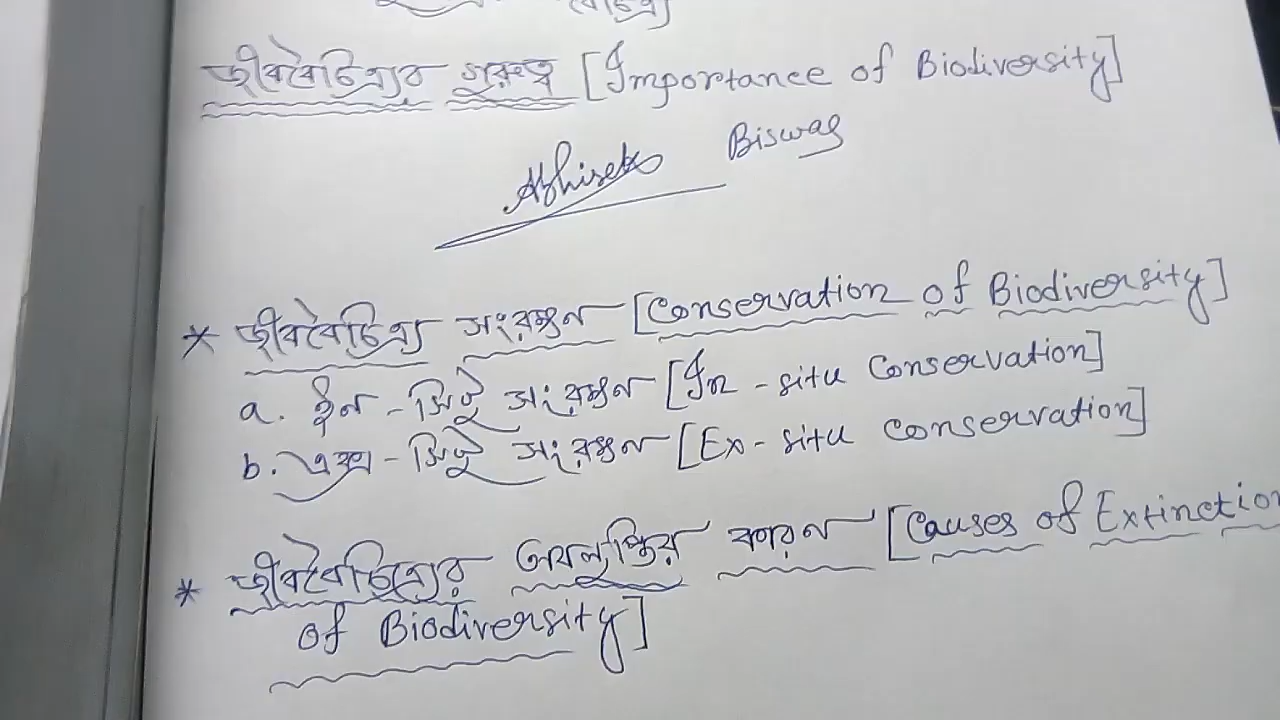 জীববৈচিত্র্যের গুরুত্ব [Importance of Biodiversity]
Abhisek Biswas
* জীববৈচিত্র্য সংরক্ষণ [Conservation of Biodiversity]
a. ইন-সিটু সংরক্ষণ [In-situ Conservation]
b. এক্স-সিটু সংরক্ষণ [Ex-situ Conservation]
* জীববৈচিত্র্যের অবলুপ্তির কারণ [Causes of Extinction
of Biodiversity]